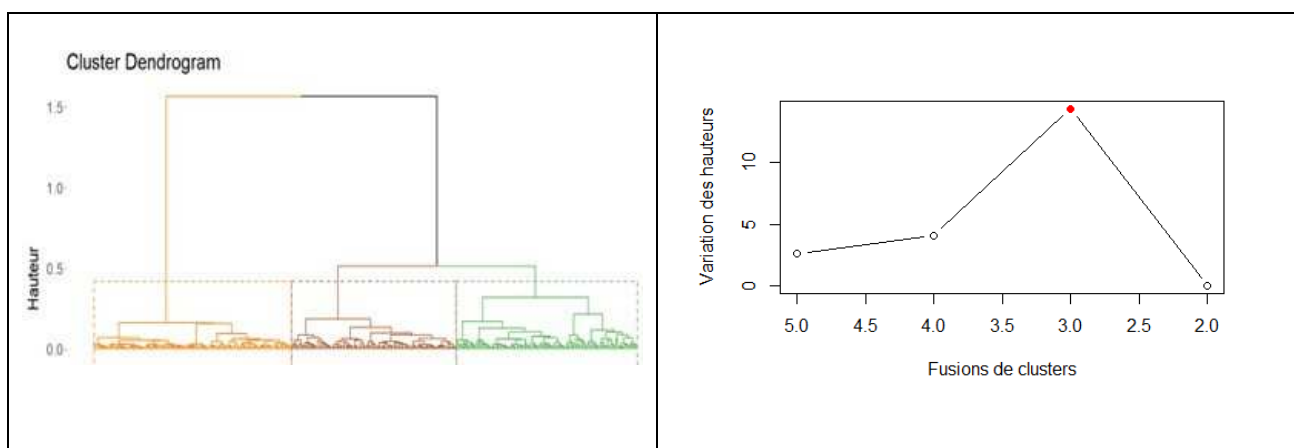 Cluster Dendrogram
Hauteur
1.5
1.0
0.5
0.0
Variation des hauteurs
10
5
0
5.0 4.5 4.0 3.5 3.0 2.5 2.0
Fusions de clusters